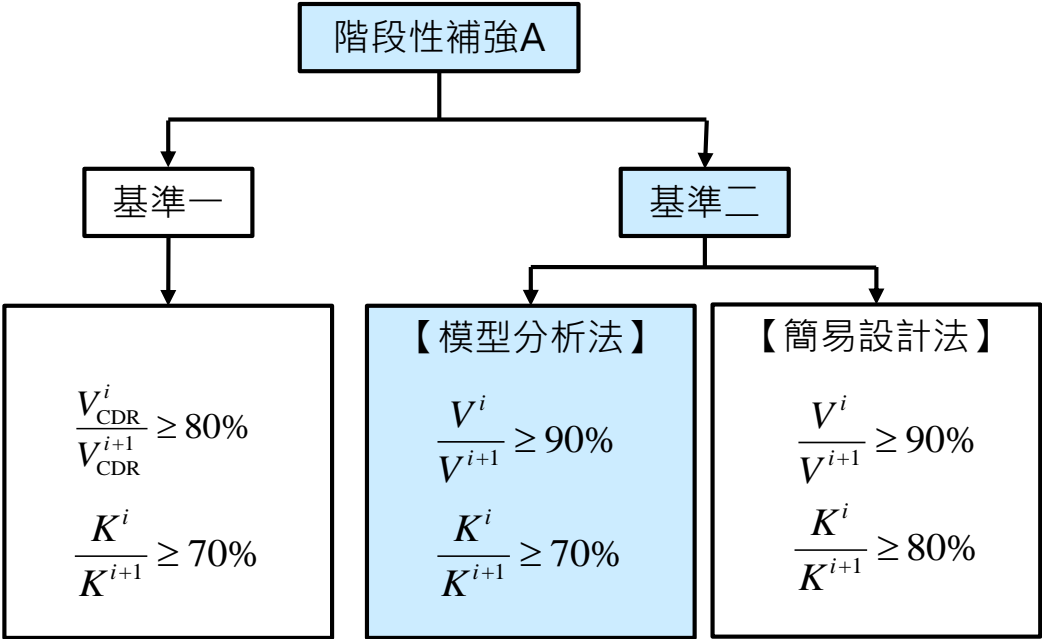 階段性補強A
基準一
基準二
V^i_CDR / V^{i+1}_CDR ≥ 80%
K^i / K^{i+1} ≥ 70%
【模型分析法】
V^i / V^{i+1} ≥ 90%
K^i / K^{i+1} ≥ 70%
【簡易設計法】
V^i / V^{i+1} ≥ 90%
K^i / K^{i+1} ≥ 80%